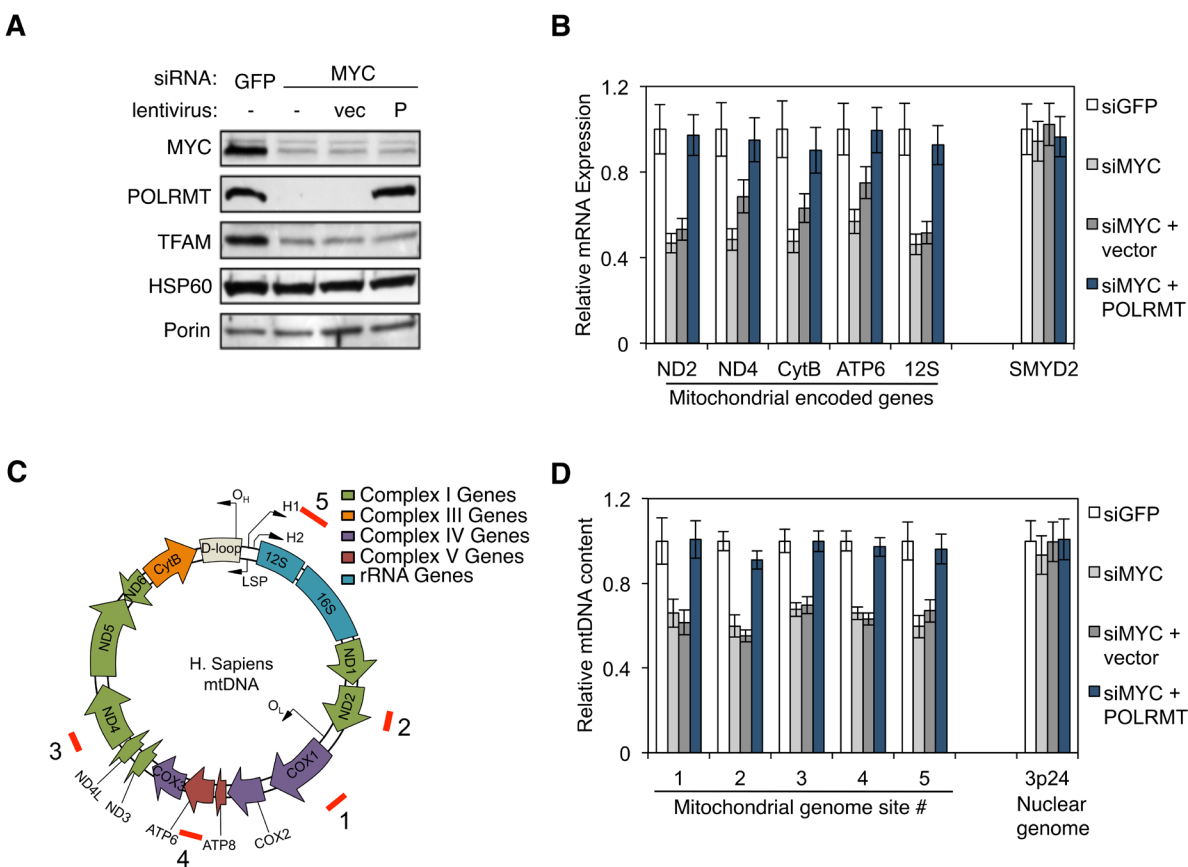 A
siRNA: GFP MYC
lentivirus: - - vec P
MYC
POLRMT
TFAM
HSP60
Porin
B
Relative mRNA Expression
1.2
0.8
0.4
0
ND2 ND4 CytB ATP6 12S SMYD2
Mitochondrial encoded genes
siGFP
siMYC
siMYC +
vector
siMYC +
POLRMT
C
OH
H1
5
H2
LSP
D-loop
12S
16S
ND1
ND2
2
OL
COX1
1
COX2
ATP8
4
ATP6
COX3
ND3
ND4L
3
ND4
ND5
ND6
CytB
H. Sapiens
mtDNA
Complex I Genes
Complex III Genes
Complex IV Genes
Complex V Genes
rRNA Genes
D
Relative mtDNA content
1.2
0.8
0.4
0
1 2 3 4 5 3p24
Mitochondrial genome site #
Nuclear
genome
siGFP
siMYC
siMYC +
vector
siMYC +
POLRMT